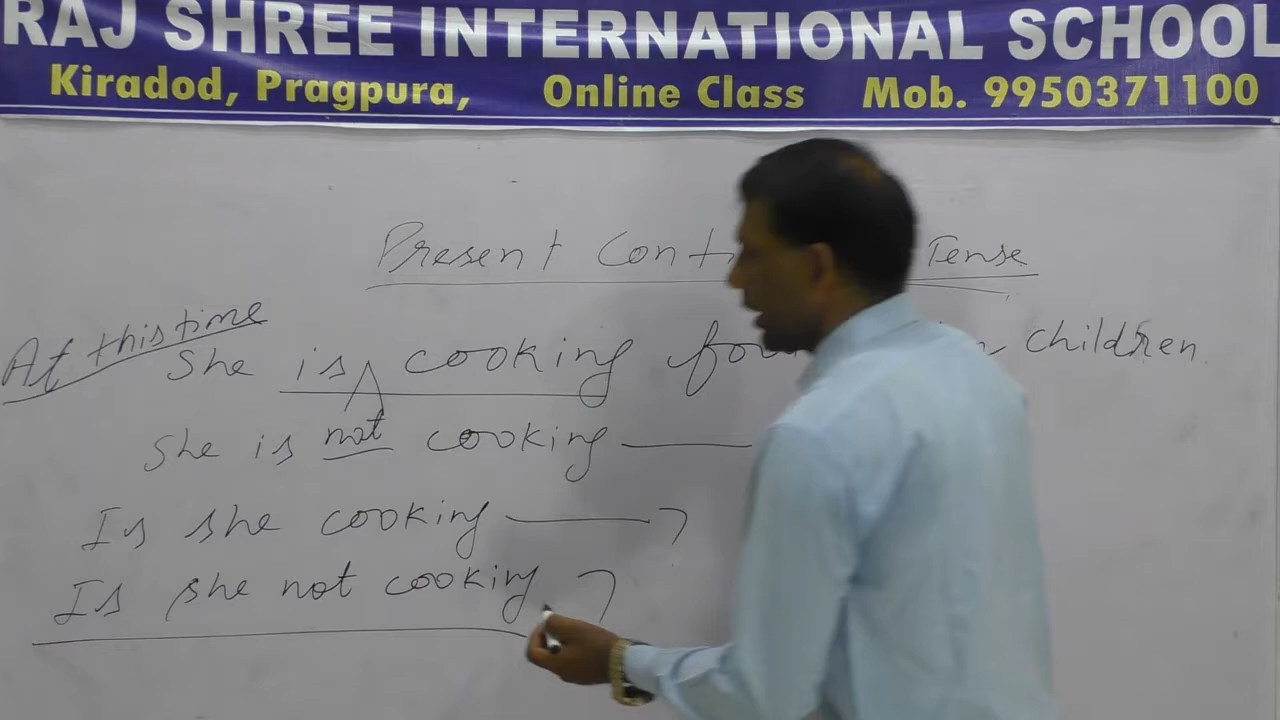 RAJ SHREE INTERNATIONAL SCHOOL
Kiradod, Pragpura, Online Class Mob. 9950371100
Present Conti Tense
At this time
She is cooking children.
She is not cooking
Is she cooking ?
Is she not cooking ?